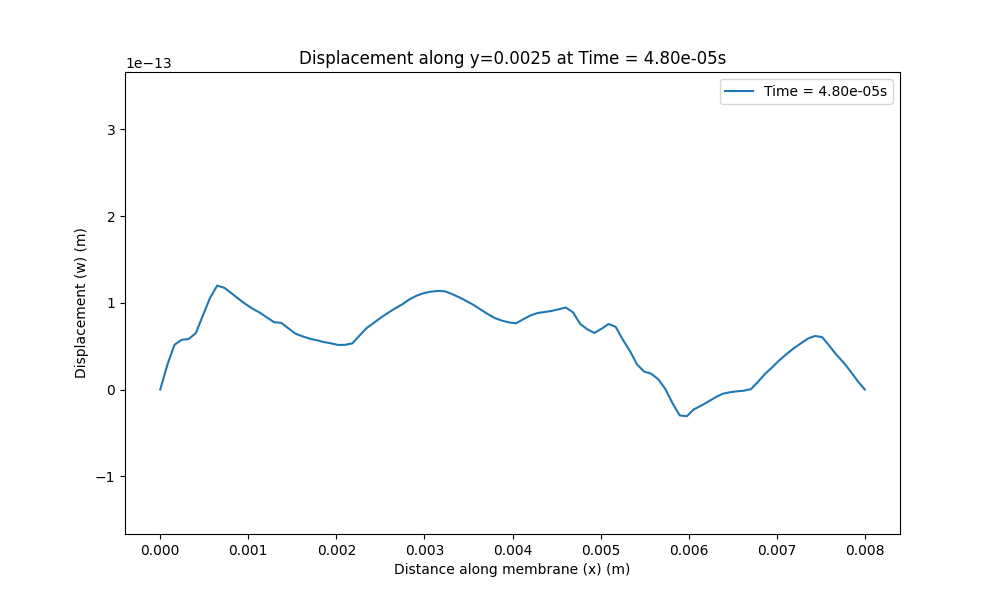 Displacement along y=0.0025 at Time = 4.80e-05s
1e−13
Time = 4.80e-05s
3
2
1
0
−1
Displacement (w) (m)
0.000 0.001 0.002 0.003 0.004 0.005 0.006 0.007 0.008
Distance along membrane (x) (m)